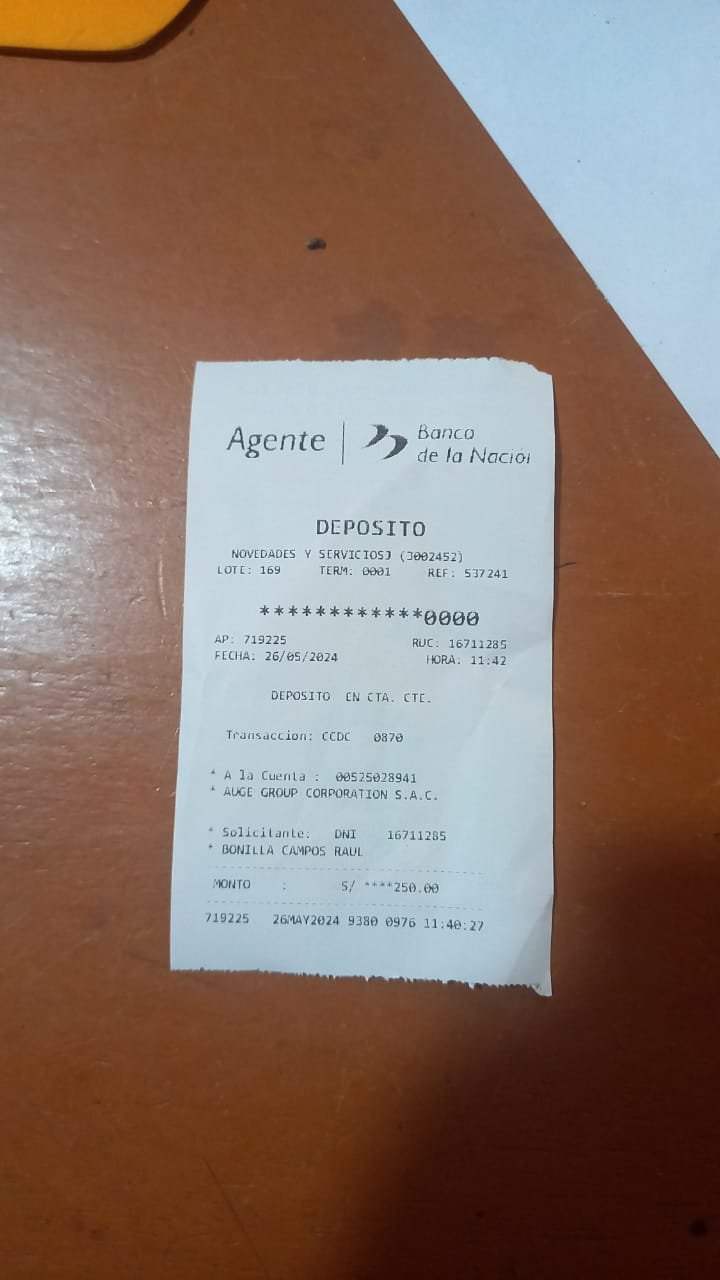 Agente | Banco
de la Nació
DEPOSITO
NOVEDADES Y SERVICIOSJ (3002452)
LOTE: 169 TERM: 0001 REF: 537241
************0000
AP: 719225 RUC: 16711285
FECHA: 26/05/2024 HORA: 11:42
DEPOSITO EN CTA. CTE.
Transaccion: CCDC 0870
* A la Cuenta : 00525028941
* AUGE GROUP CORPORATION S.A.C.
* Solicitante: DNI 16711285
* BONILLA CAMPOS RAUL
MONTO : S/ ****250.00
719225 26MAY2024 9380 0976 11:40:27